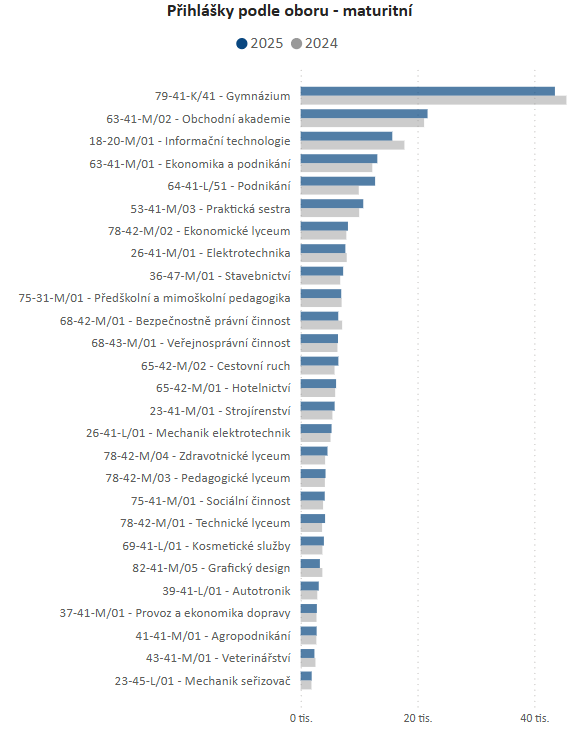 Přihlášky podle oboru - maturitní
2025 2024
79-41-K/41 - Gymnázium
63-41-M/02 - Obchodní akademie
18-20-M/01 - Informační technologie
63-41-M/01 - Ekonomika a podnikání
64-41-L/51 - Podnikání
53-41-M/03 - Praktická sestra
78-42-M/02 - Ekonomické lyceum
26-41-M/01 - Elektrotechnika
36-47-M/01 - Stavebnictví
75-31-M/01 - Předškolní a mimoškolní pedagogika
68-42-M/01 - Bezpečnostně právní činnost
68-43-M/01 - Veřejnosprávní činnost
65-42-M/02 - Cestovní ruch
65-42-M/01 - Hotelnictví
23-41-M/01 - Strojírenství
26-41-L/01 - Mechanik elektrotechnik
78-42-M/04 - Zdravotnické lyceum
78-42-M/03 - Pedagogické lyceum
75-41-M/01 - Sociální činnost
78-42-M/01 - Technické lyceum
69-41-L/01 - Kosmetické služby
82-41-M/05 - Grafický design
39-41-L/01 - Autotronik
37-41-M/01 - Provoz a ekonomika dopravy
41-41-M/01 - Agropodnikání
43-41-M/01 - Veterinářství
23-45-L/01 - Mechanik seřizovač
0 tis. 20 tis. 40 tis.